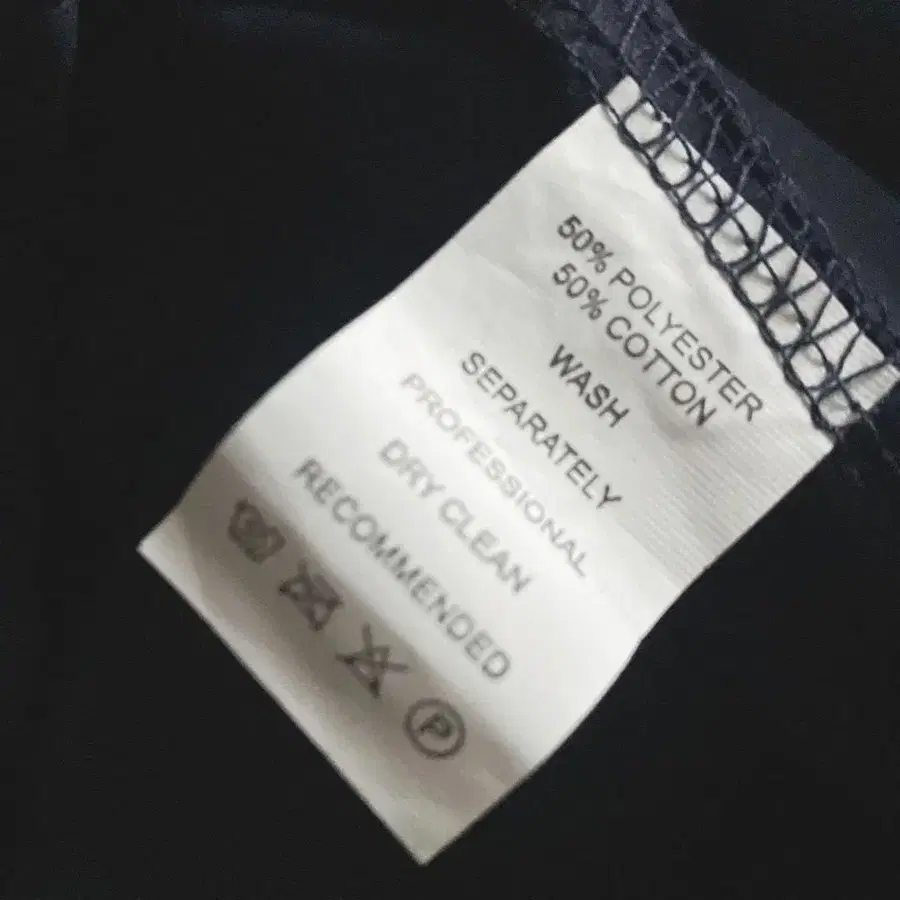 50% POLYESTER
50% COTTON
WASH
SEPARATELY
PROFESSIONAL
DRY CLEAN
RECOMMENDED
P